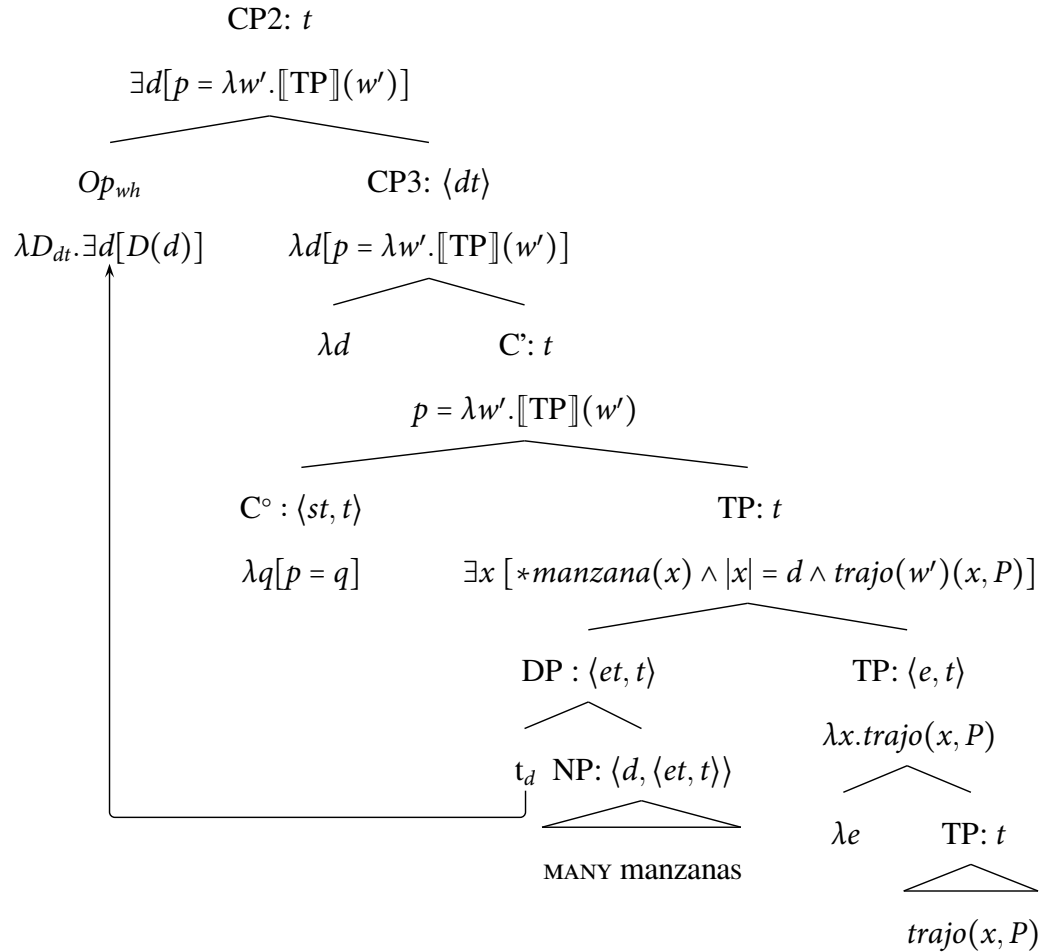 CP2: t
∃d[p = λw′.⟦TP⟧(w′)]
Op_wh CP3: ⟨dt⟩
λD_dt.∃d[D(d)] λd[p = λw′.⟦TP⟧(w′)]
λd C’: t
p = λw′.⟦TP⟧(w′)
C° : ⟨st, t⟩ TP: t
λq[p = q] ∃x [∗manzana(x) ∧ |x| = d ∧ trajo(w′)(x, P)]
DP : ⟨et, t⟩ TP: ⟨e, t⟩
λx.trajo(x, P)
t_d NP: ⟨d, ⟨et, t⟩⟩
λe TP: t
MANY manzanas
trajo(x, P)